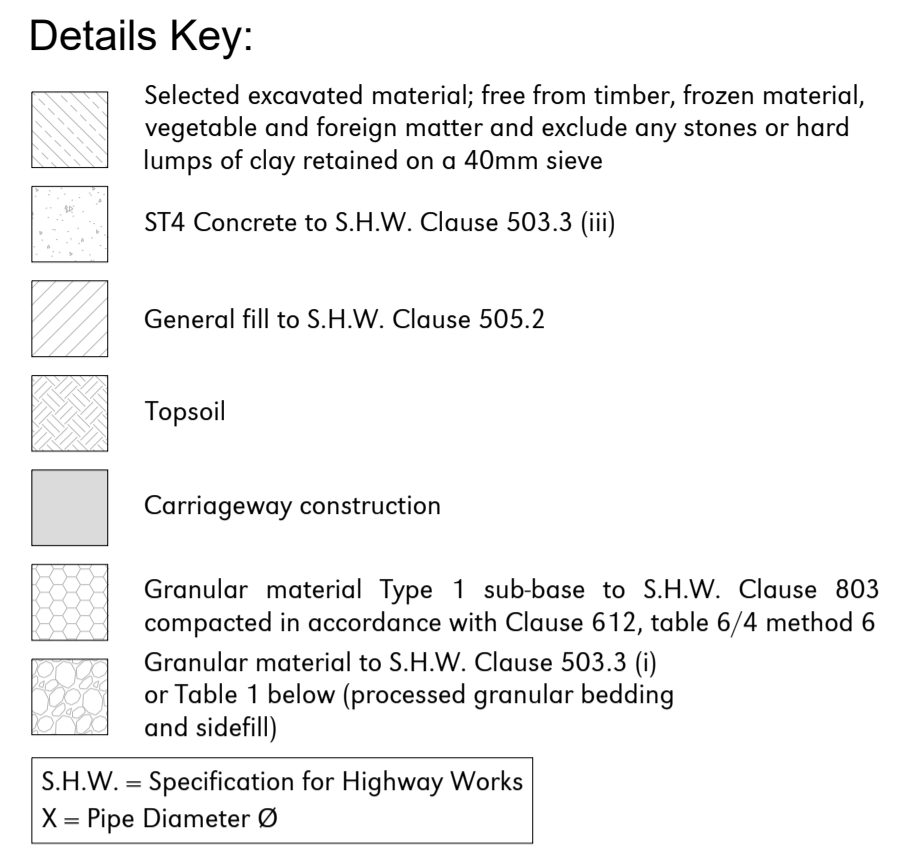 Details Key:
Selected excavated material; free from timber, frozen material,
vegetable and foreign matter and exclude any stones or hard
lumps of clay retained on a 40mm sieve
ST4 Concrete to S.H.W. Clause 503.3 (iii)
General fill to S.H.W. Clause 505.2
Topsoil
Carriageway construction
Granular material Type 1 sub-base to S.H.W. Clause 803
compacted in accordance with Clause 612, table 6/4 method 6
Granular material to S.H.W. Clause 503.3 (i)
or Table 1 below (processed granular bedding
and sidefill)
S.H.W. = Specification for Highway Works
X = Pipe Diameter Ø